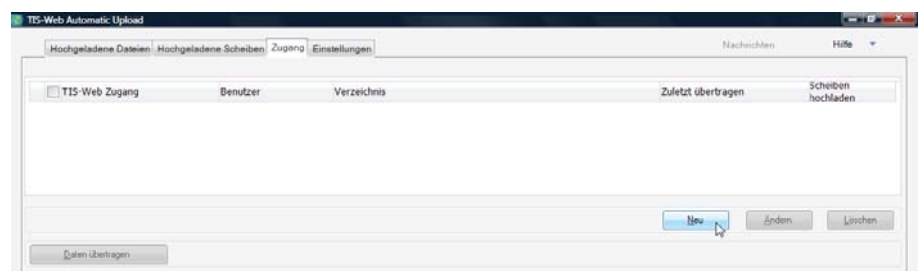 TIS-Web Automatic Upload
Hochgeladene Dateien Hochgeladene Scheiben Zugang Einstellungen Nachrichten Hilfe
TIS-Web Zugang Benutzer Verzeichnis Zuletzt übertragen Scheiben
hochladen
Neu Ändern Löschen
Daten übertragen